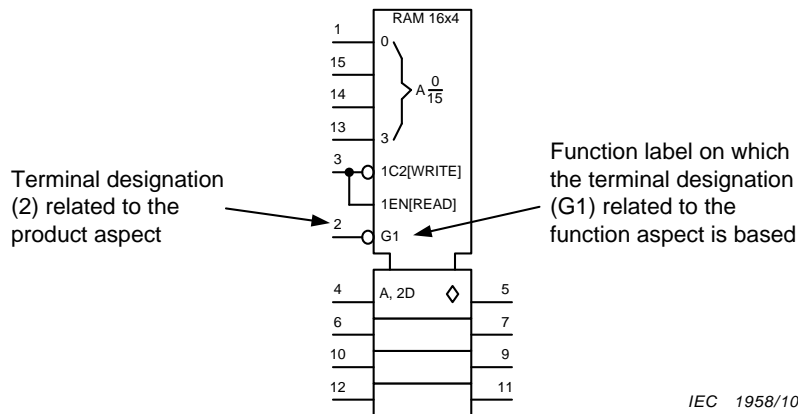 RAM 16x4
1
0
15
A 0/15
14
13
3
3
1C2[WRITE]
1EN[READ]
2
G1
Terminal designation
(2) related to the
product aspect
Function label on which
the terminal designation
(G1) related to the
function aspect is based
4
A, 2D
5
6
7
10
9
12
11
IEC 1958/10